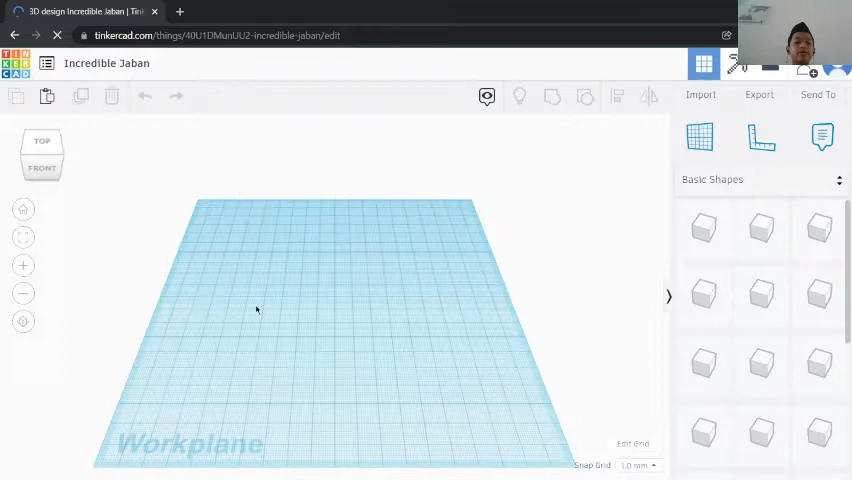 3D design Incredible Jaban | Tin
tinkercad.com/things/40U1DMunUU2-incredible-jaban/edit
TIN
KER
CAD
Incredible Jaban
Import
Export
Send To
TOP
FRONT
Basic Shapes
Workplane
Edit Grid
Snap Grid
1.0 mm